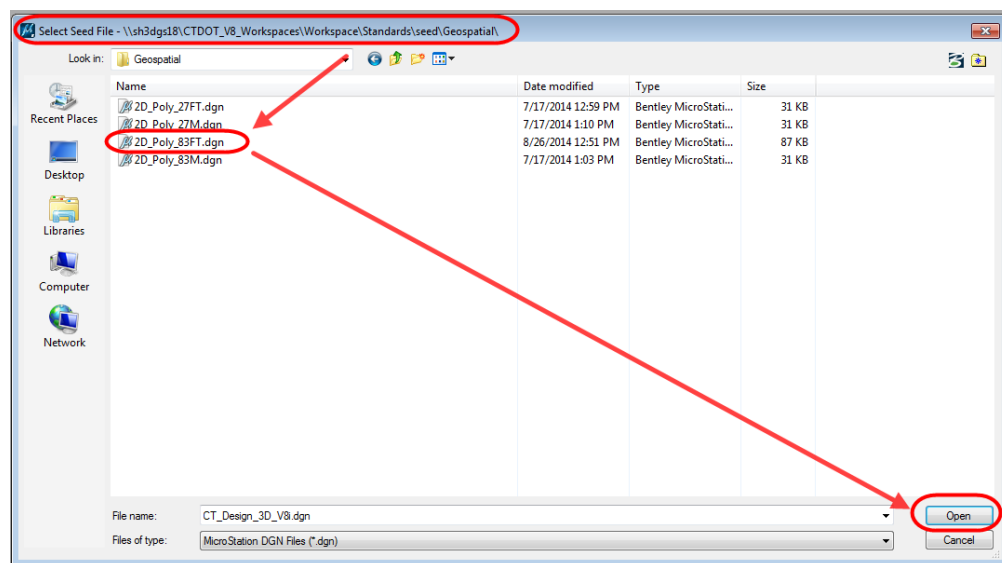 Select Seed File - \\sh3dgs18\CTDOT_V8_Workspaces\Workspace\Standards\seed\Geospatial\
Look in: Geospatial
Name Date modified Type Size
2D_Poly_27FT.dgn 7/17/2014 12:59 PM Bentley MicroStati... 31 KB
2D_Poly_27M.dgn 7/17/2014 1:10 PM Bentley MicroStati... 31 KB
2D_Poly_83FT.dgn 8/26/2014 12:51 PM Bentley MicroStati... 87 KB
2D_Poly_83M.dgn 7/17/2014 1:03 PM Bentley MicroStati... 31 KB
Recent Places
Desktop
Libraries
Computer
Network
File name: CT_Design_3D_V8i.dgn Open
Files of type: MicroStation DGN Files (*.dgn) Cancel